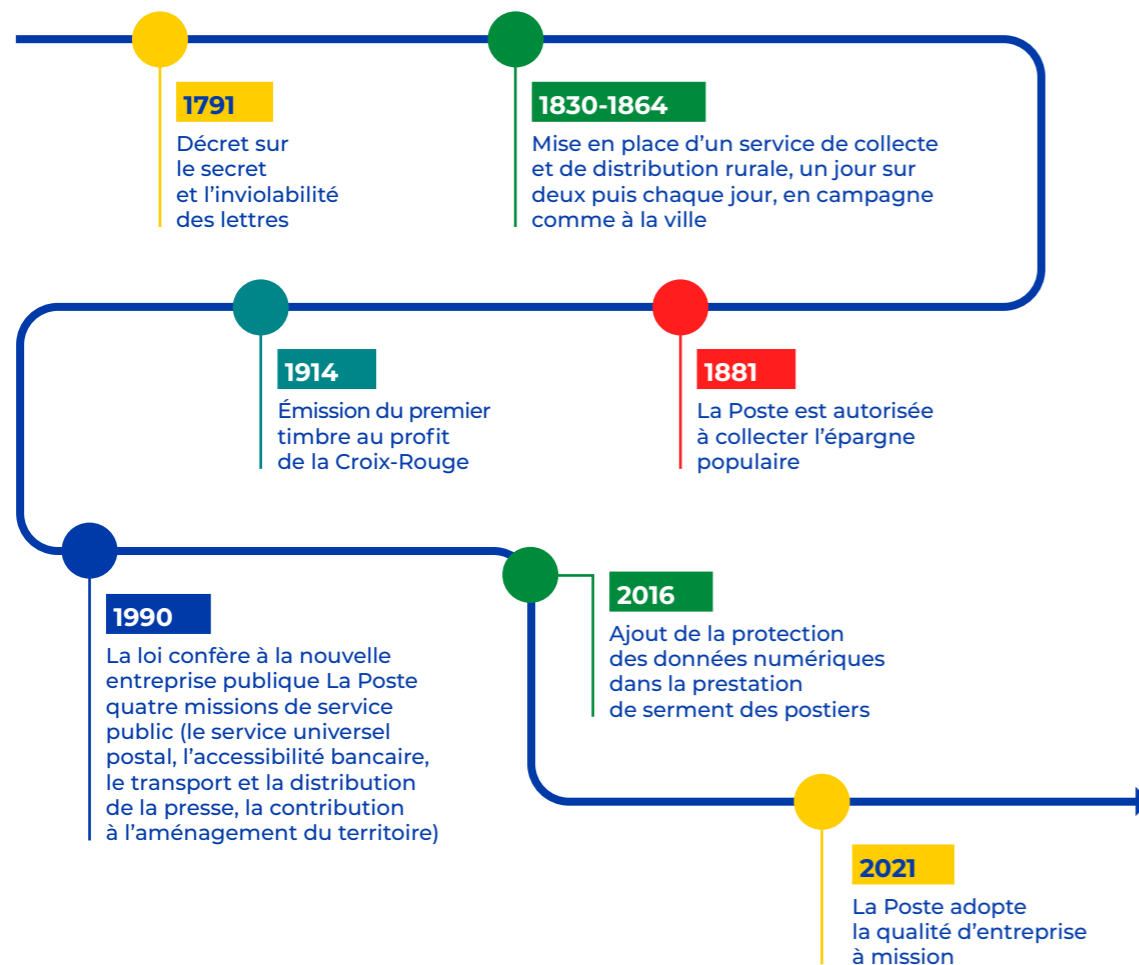 1791
Décret sur
le secret
et l’inviolabilité
des lettres
1830-1864
Mise en place d’un service de collecte
et de distribution rurale, un jour sur
deux puis chaque jour, en campagne
comme à la ville
1881
La Poste est autorisée
à collecter l’épargne
populaire
1914
Émission du premier
timbre au profit
de la Croix-Rouge
1990
La loi confère à la nouvelle
entreprise publique La Poste
quatre missions de service
public (le service universel
postal, l’accessibilité bancaire,
le transport et la distribution
de la presse, la contribution
à l’aménagement du territoire)
2016
Ajout de la protection
des données numériques
dans la prestation
de serment des postiers
2021
La Poste adopte
la qualité d’entreprise
à mission